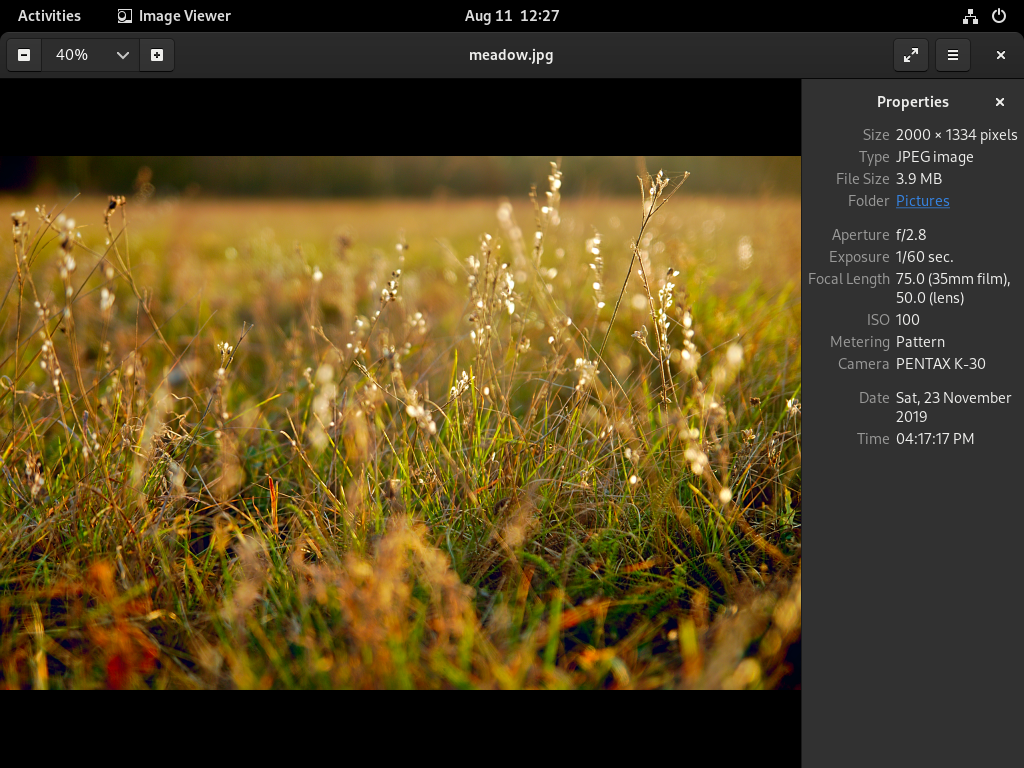 Activities Image Viewer Aug 11 12:27
40% meadow.jpg
Properties
Size 2000 × 1334 pixels
Type JPEG image
File Size 3.9 MB
Folder Pictures
Aperture f/2.8
Exposure 1/60 sec.
Focal Length 75.0 (35mm film),
50.0 (lens)
ISO 100
Metering Pattern
Camera PENTAX K-30
Date Sat, 23 November
2019
Time 04:17:17 PM